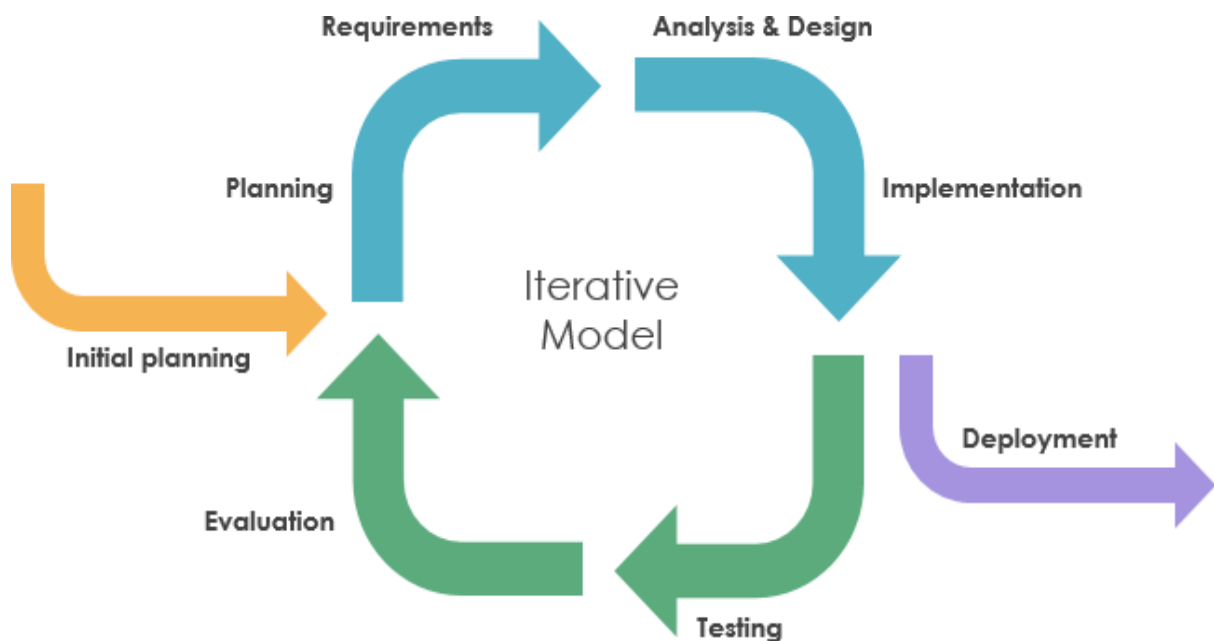 Requirements
Analysis & Design
Planning
Implementation
Iterative
Model
Initial planning
Deployment
Evaluation
Testing